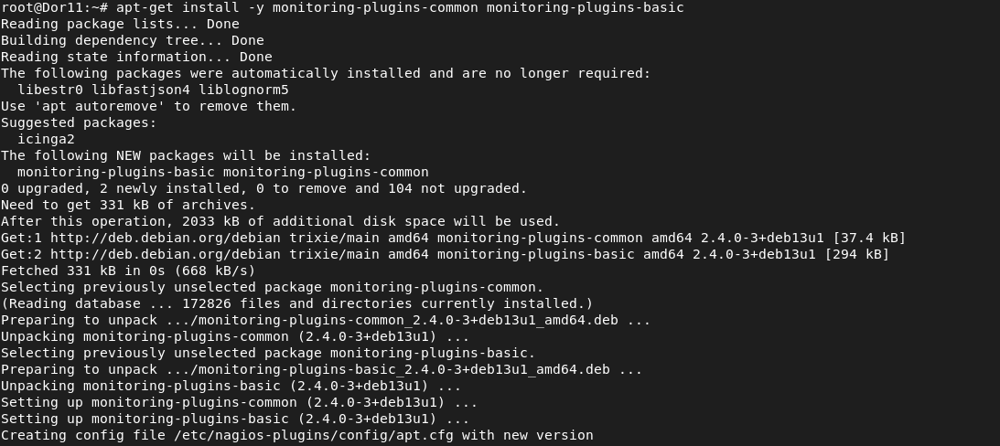 root@Dor11:~# apt-get install -y monitoring-plugins-common monitoring-plugins-basic
Reading package lists... Done
Building dependency tree... Done
Reading state information... Done
The following packages were automatically installed and are no longer required:
  libestr0 libfastjson4 liblognorm5
Use 'apt autoremove' to remove them.
Suggested packages:
  icinga2
The following NEW packages will be installed:
  monitoring-plugins-basic monitoring-plugins-common
0 upgraded, 2 newly installed, 0 to remove and 104 not upgraded.
Need to get 331 kB of archives.
After this operation, 2033 kB of additional disk space will be used.
Get:1 http://deb.debian.org/debian trixie/main amd64 monitoring-plugins-common amd64 2.4.0-3+deb13u1 [37.4 kB]
Get:2 http://deb.debian.org/debian trixie/main amd64 monitoring-plugins-basic amd64 2.4.0-3+deb13u1 [294 kB]
Fetched 331 kB in 0s (668 kB/s)
Selecting previously unselected package monitoring-plugins-common.
(Reading database ... 172826 files and directories currently installed.)
Preparing to unpack .../monitoring-plugins-common_2.4.0-3+deb13u1_amd64.deb ...
Unpacking monitoring-plugins-common (2.4.0-3+deb13u1) ...
Selecting previously unselected package monitoring-plugins-basic.
Preparing to unpack .../monitoring-plugins-basic_2.4.0-3+deb13u1_amd64.deb ...
Unpacking monitoring-plugins-basic (2.4.0-3+deb13u1) ...
Setting up monitoring-plugins-common (2.4.0-3+deb13u1) ...
Setting up monitoring-plugins-basic (2.4.0-3+deb13u1) ...
Creating config file /etc/nagios-plugins/config/apt.cfg with new version